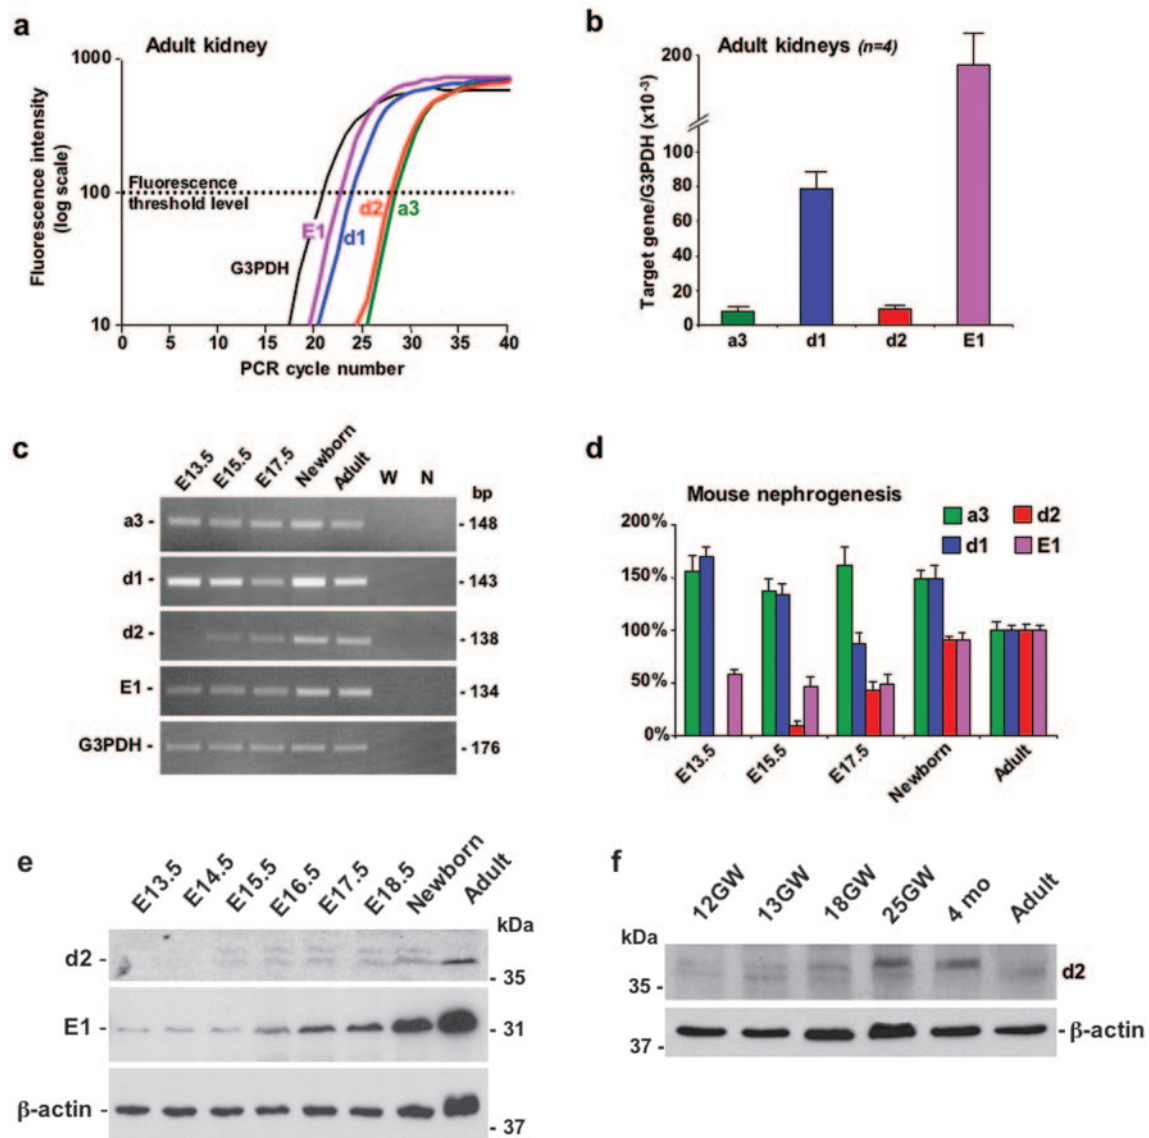 a
Adult kidney
Fluorescence intensity
(log scale)
1000
100
10
Fluorescence
threshold level
E1
d1
d2
a3
G3PDH
0 5 10 15 20 25 30 35 40
PCR cycle number
b
Adult kidneys (n=4)
Target gene/G3PDH (x10⁻³)
200
100
80
60
40
20
0
a3 d1 d2 E1
c
E13.5 E15.5 E17.5 Newborn Adult W N
bp
a3 - - 148
d1 - - 143
d2 - - 138
E1 - - 134
G3PDH - - 176
d
Mouse nephrogenesis
a3 d2
d1 E1
200%
150%
100%
50%
0%
E13.5 E15.5 E17.5 Newborn Adult
e
E13.5 E14.5 E15.5 E16.5 E17.5 E18.5 Newborn Adult
kDa
d2 -
- 35
E1 - - 31
β-actin -
- 37
f
12GW 13GW 18GW 25GW 4 mo Adult
kDa
d2
35 -
- β-actin
37 -